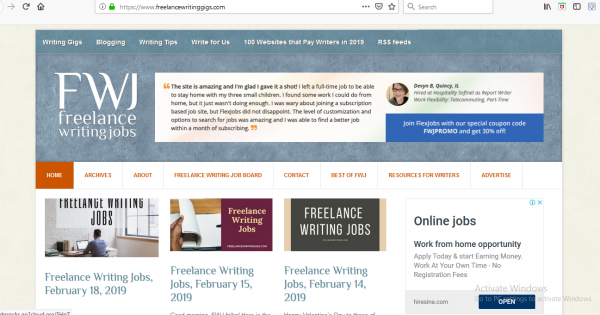 https://www.freelancewritinggigs.com
Search
Writing Gigs Blogging Writing Tips Write for Us 100 Websites that Pay Writers in 2019 RSS feeds
FWJ
freelance
writing jobs
The site is amazing and I'm glad I gave it a shot! I left a full-time job to be able
to stay home with my three small children. I found some work I could do from
home, but it just wasn't doing enough. I was wary about joining a subscription
based job site, but FlexJobs did not disappoint. The level of customization and
options to search for jobs was amazing and I was able to find a better job
within a month of subscribing.
Devyn B, Quincy, IL
Hired at Hospitality Softnet as Report Writer
Work Flexibility: Telecommuting, Part-Time
Join FlexJobs with our special coupon code
FWJPROMO and get 30% off!
HOME ARCHIVES ABOUT FREELANCE WRITING JOB BOARD CONTACT BEST OF FWJ RESOURCES FOR WRITERS ADVERTISE
FREELANCE WRITING
JOBS
Freelance Writing Jobs,
February 18, 2019
Freelance
Writing
Jobs
FREELANCEWRITINGGIGS.COM
Freelance Writing
Jobs, February 15,
2019
FREELANCE
WRITING JOBS
Freelance Writing
Jobs, February 14,
2019
Online jobs
Work from home opportunity
Apply Today & start Earning Money.
Work At Your Own Time · No
Registration Fees
hiresine.com
OPEN
Activate Windows
Go to PC settings to activate Windows.